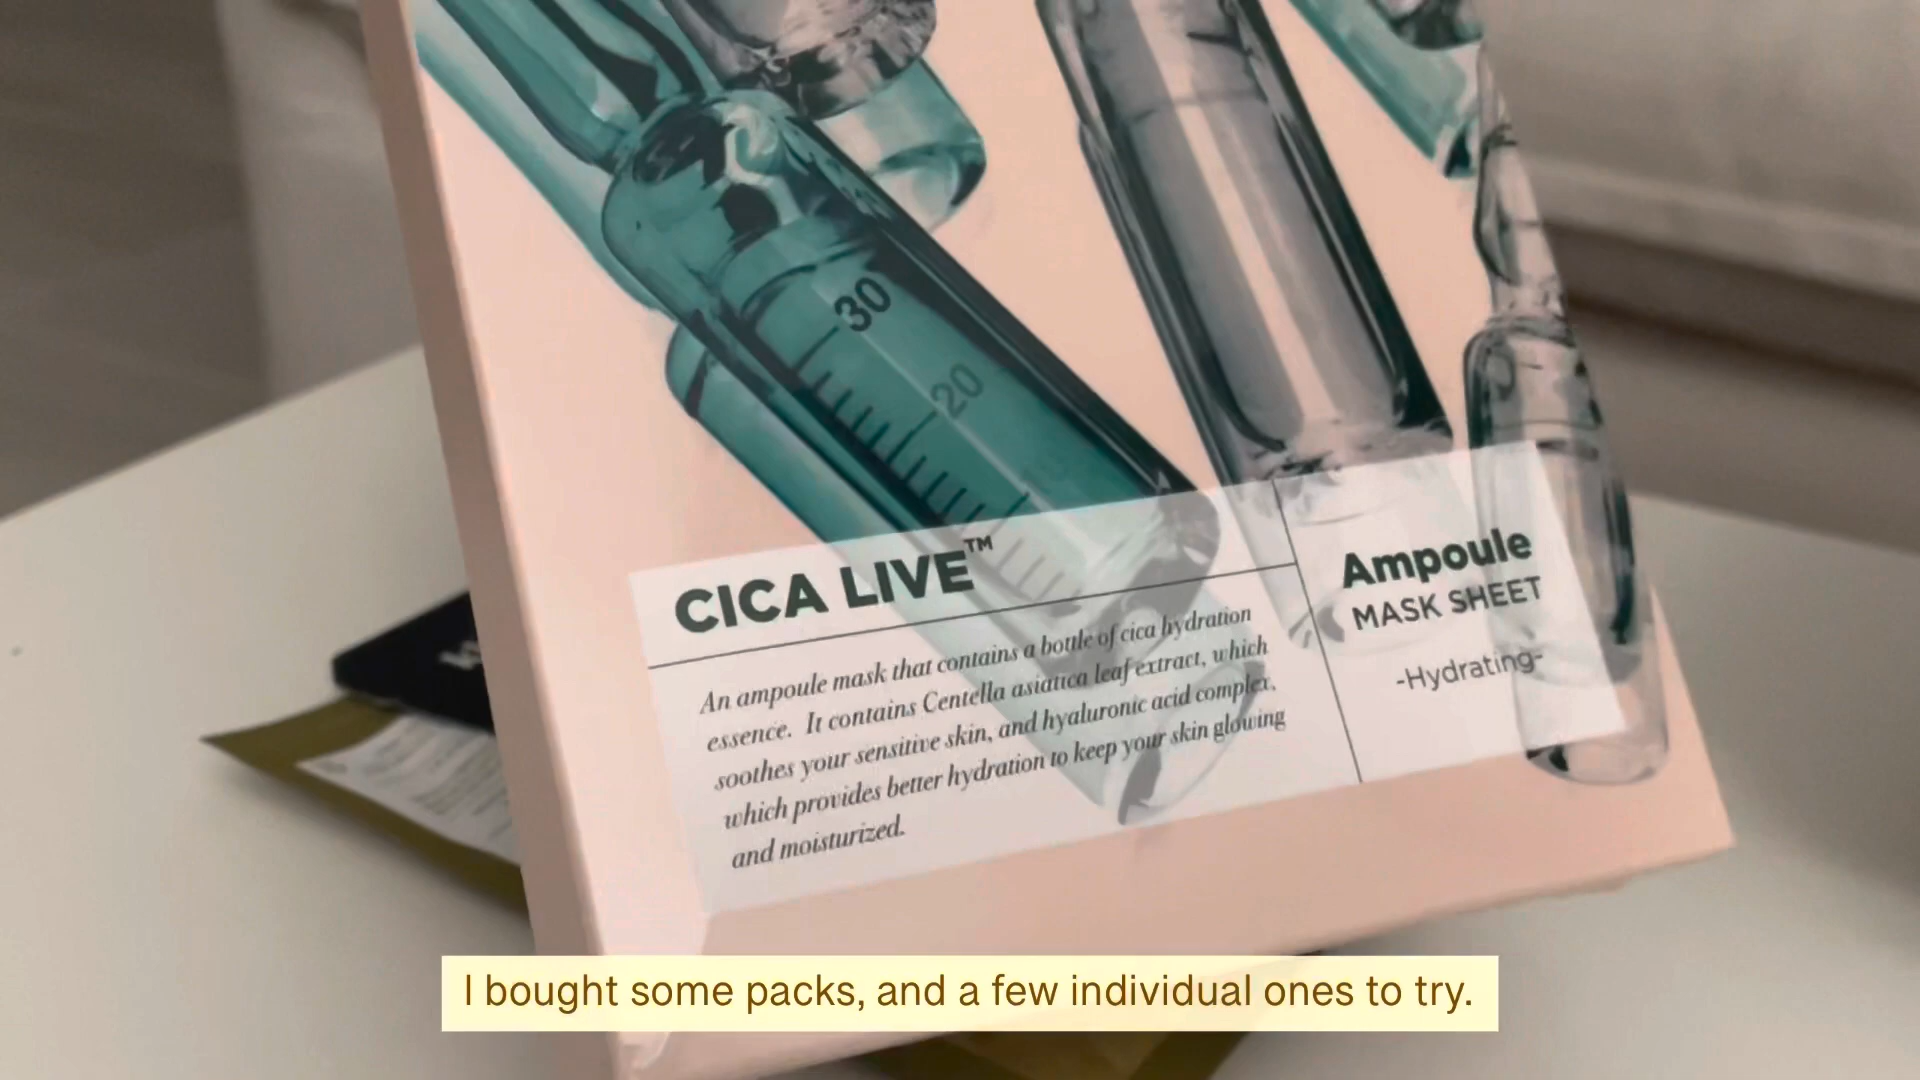 30
20
CICA LIVE™
An ampoule mask that contains a bottle of cica hydration
essence. It contains Centella asiatica leaf extract, which
soothes your sensitive skin, and hyaluronic acid complex,
which provides better hydration to keep your skin glowing
and moisturized.
Ampoule
MASK SHEET
-Hydrating-
I bought some packs, and a few individual ones to try.